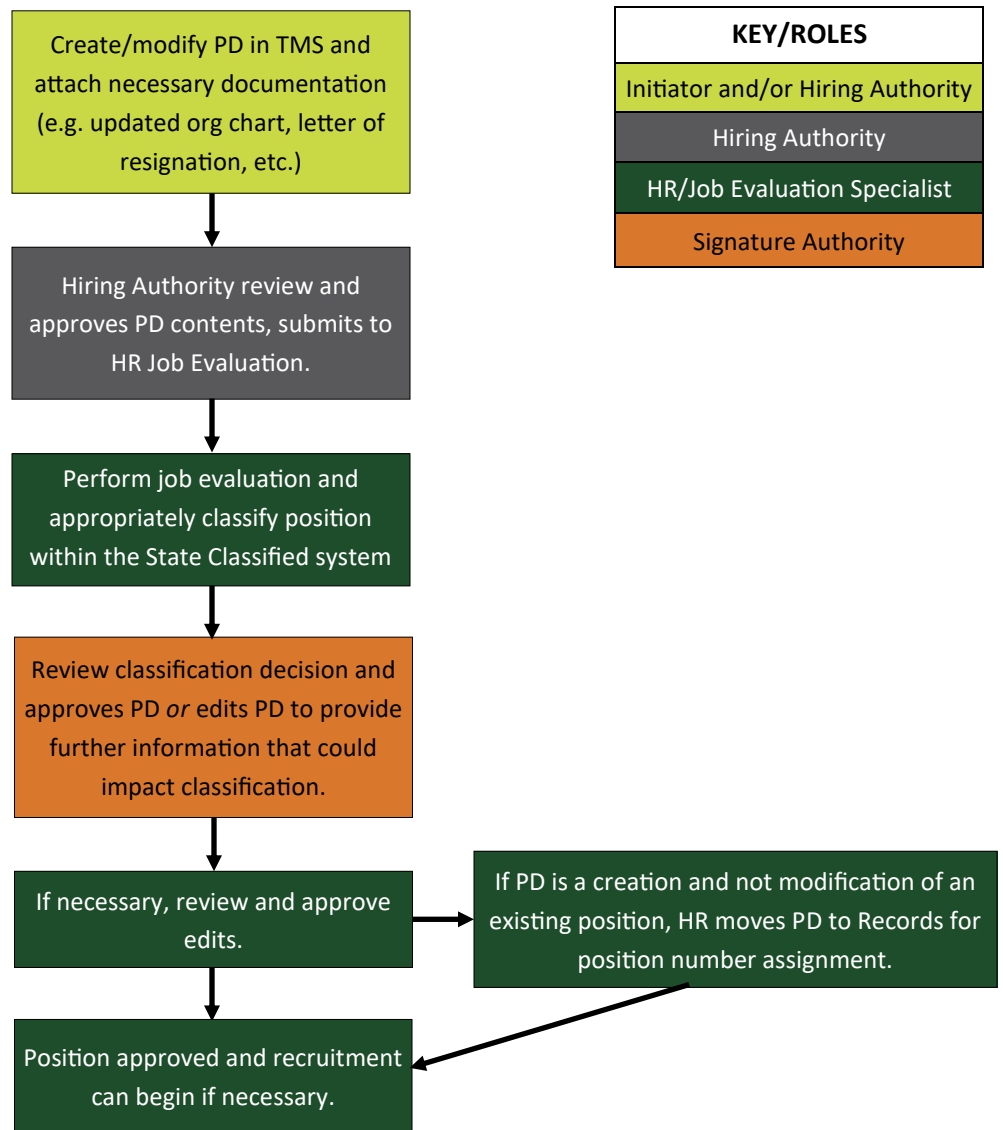 Create/modify PD in TMS and
attach necessary documentation
(e.g. updated org chart, letter of
resignation, etc.)
KEY/ROLES
Initiator and/or Hiring Authority
Hiring Authority
HR/Job Evaluation Specialist
Signature Authority
Hiring Authority review and
approves PD contents, submits to
HR Job Evaluation.
Perform job evaluation and
appropriately classify position
within the State Classified system
Review classification decision and
approves PD or edits PD to provide
further information that could
impact classification.
If necessary, review and approve
edits.
If PD is a creation and not modification of an
existing position, HR moves PD to Records for
position number assignment.
Position approved and recruitment
can begin if necessary.